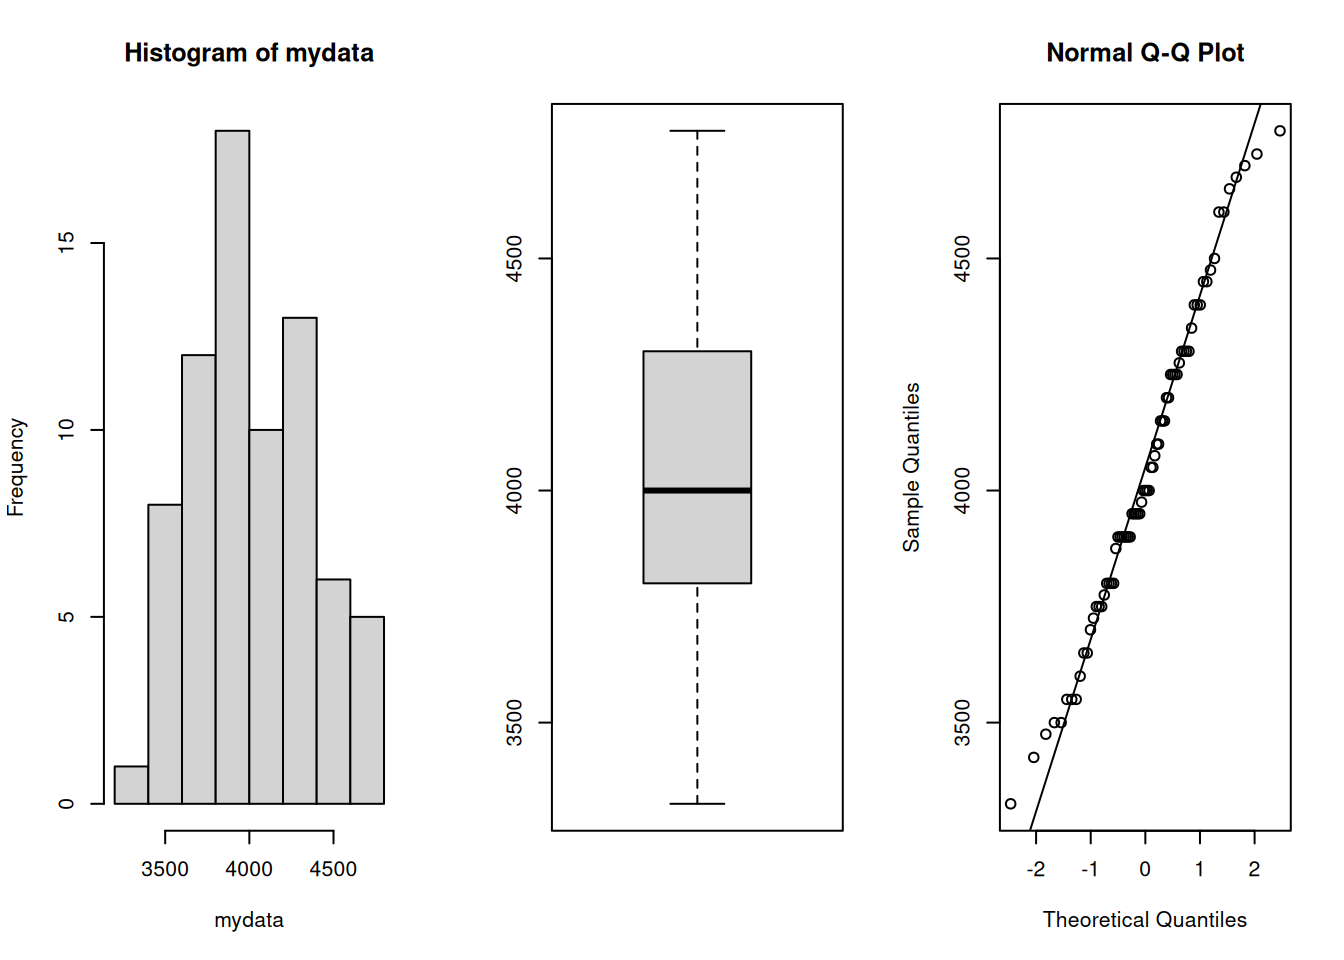 Histogram of mydata
Frequency
15
10
5
0
3500 4000 4500
mydata
4500
4000
3500
Normal Q-Q Plot
Sample Quantiles
4500
4000
3500
-2 -1 0 1 2
Theoretical Quantiles